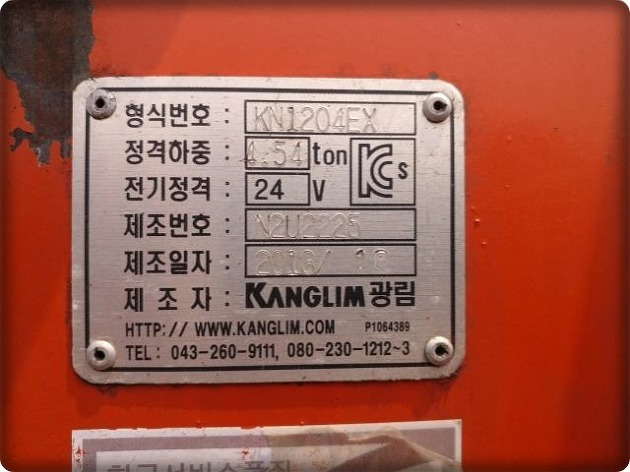 형식번호 : KN1204EX
정격하중 : 4.54 ton
전기정격 : 24 V
KCs
제조번호 : N2U2225
제조일자 :
제 조 자 : KANGLIM 광림
HTTP:// WWW.KANGLIM.COM P1064389
TEL : 043-260-9111, 080-230-1212~3